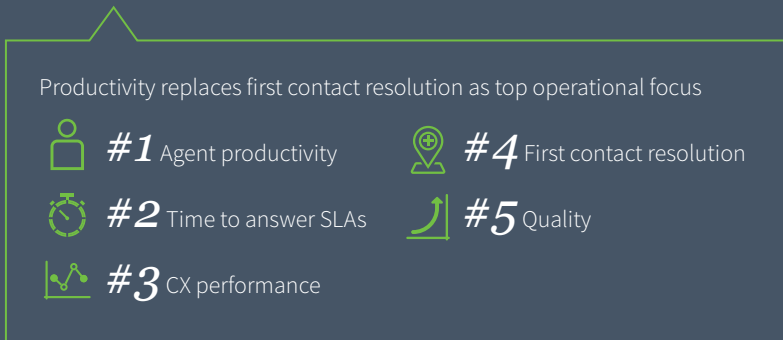 Productivity replaces first contact resolution as top operational focus
#1 Agent productivity
#2 Time to answer SLAs
#3 CX performance
#4 First contact resolution
#5 Quality